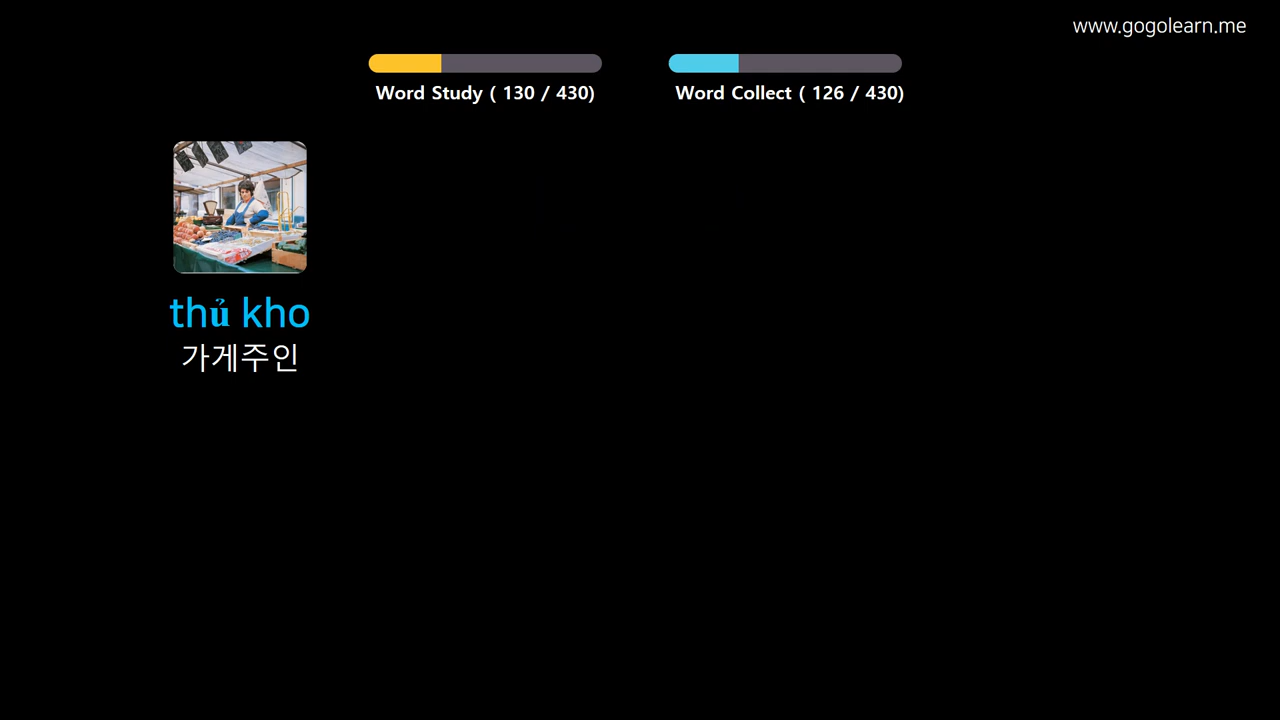 www.gogolearn.me
Word Study ( 130 / 430)
Word Collect ( 126 / 430)
thủ kho
가게주인